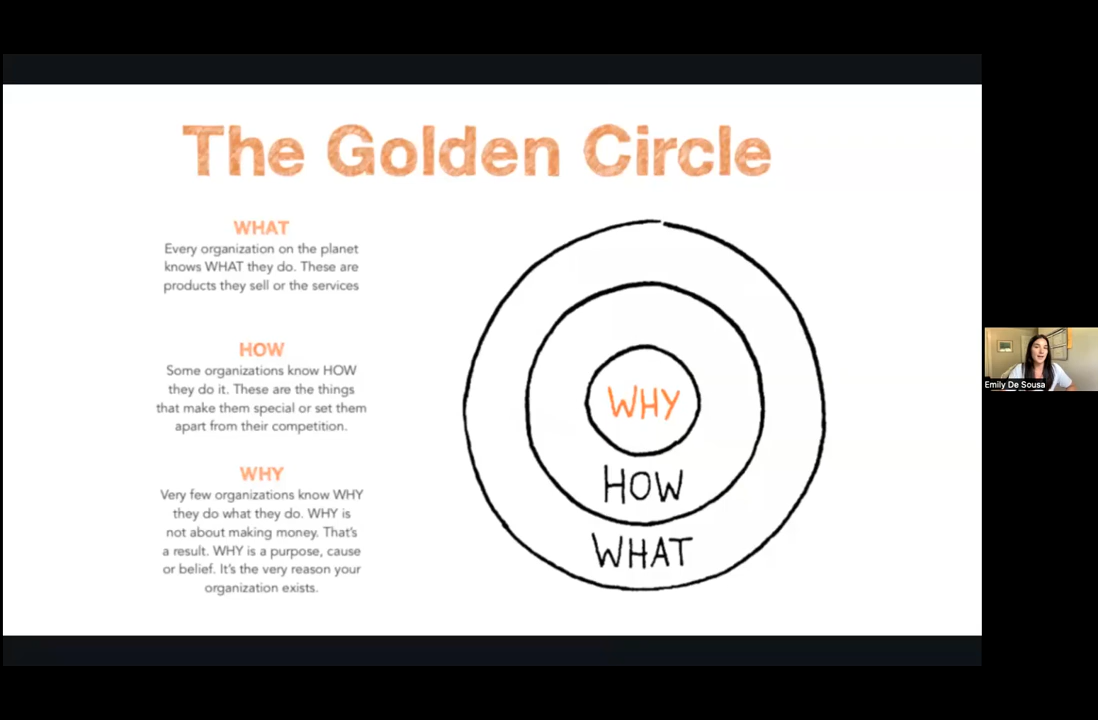 The Golden Circle
WHAT
Every organization on the planet
knows WHAT they do. These are
products they sell or the services
HOW
Some organizations know HOW
they do it. These are the things
that make them special or set them
apart from their competition.
WHY
Very few organizations know WHY
they do what they do. WHY is
not about making money. That's
a result. WHY is a purpose, cause
or belief. It's the very reason your
organization exists.
WHY
HOW
WHAT
Emily De Sousa